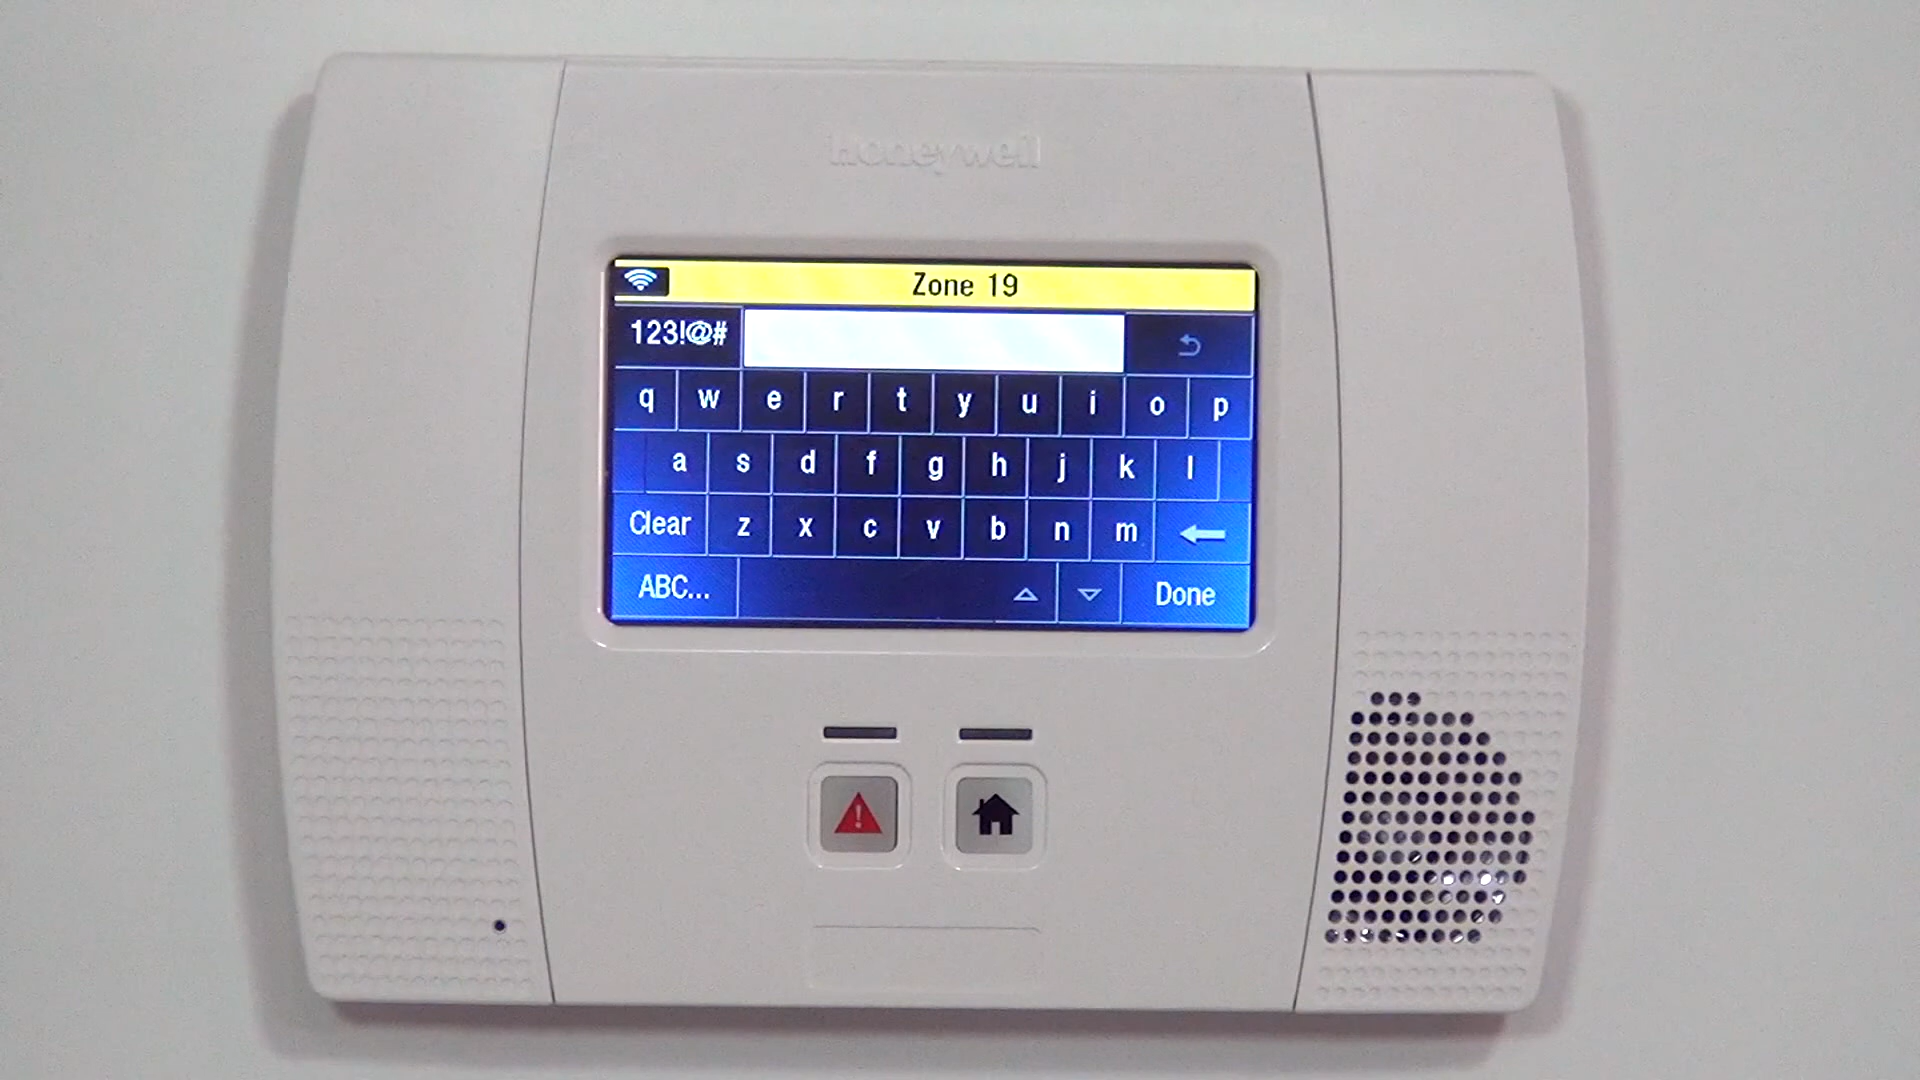 Honeywell
Zone 19
123!@#
q w e r t y u i o p
a s d f g h j k l
Clear z x c v b n m
ABC... Done